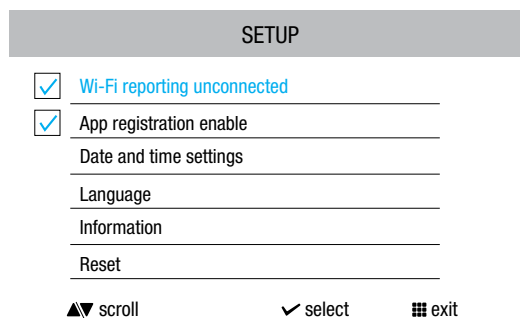 SETUP
Wi-Fi reporting unconnected
App registration enable
Date and time settings
Language
Information
Reset
scroll select exit